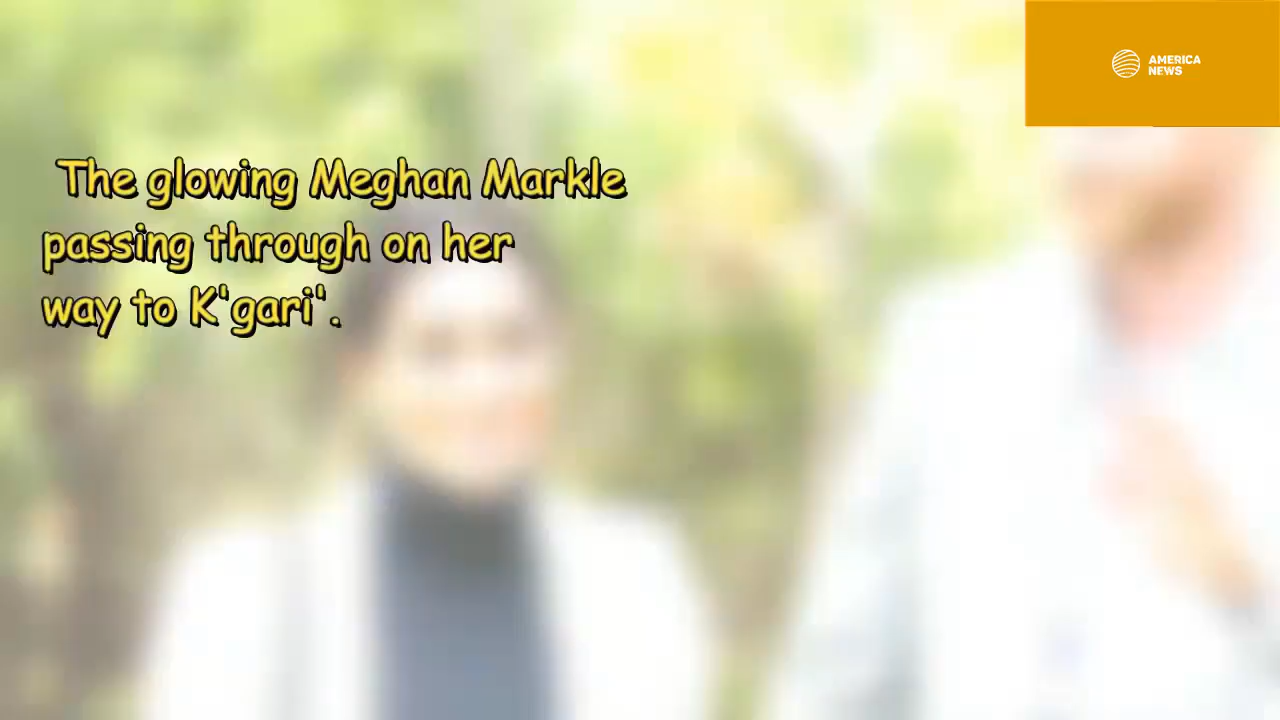 AMERICA
NEWS
The glowing Meghan Markle
passing through on her
way to K'gari'.